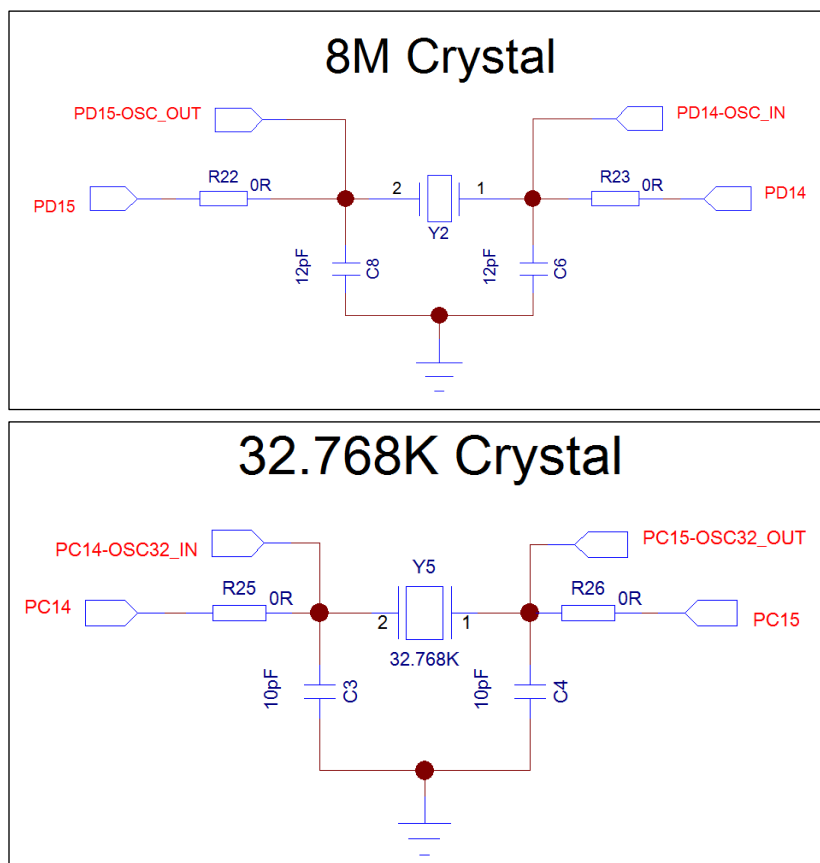 8M Crystal
PD15-OSC_OUT
PD14-OSC_IN
R22
0R
R23
0R
2
1
PD15
PD14
Y2
12pF
C8
12pF
C6
32.768K Crystal
PC14-OSC32_IN
PC15-OSC32_OUT
Y5
PC14
R25
0R
R26
0R
2
1
PC15
32.768K
10pF
C3
10pF
C4